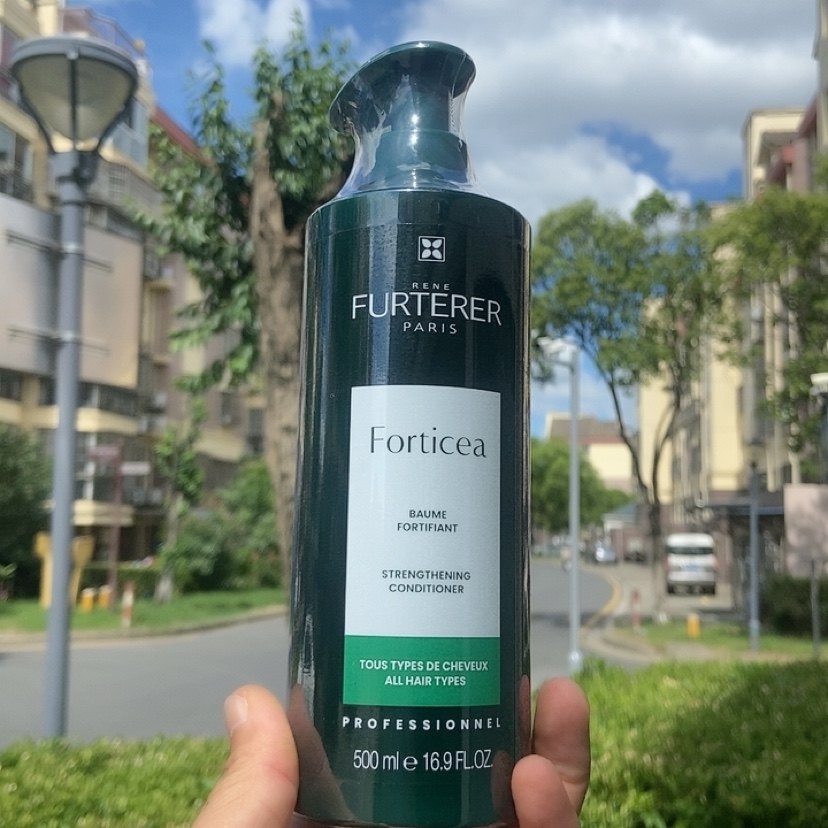 RENE
FURTERER
PARIS
Forticea
BAUME
FORTIFIANT
STRENGTHENING
CONDITIONER
TOUS TYPES DE CHEVEUX
ALL HAIR TYPES
PROFESSIONNEL
500 ml e 16.9 FL.OZ.